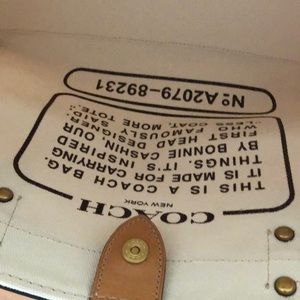 COACH
NEW YORK
THIS IS A COACH BAG.
IT IS MADE FOR CARRYING
THINGS. IT'S INSPIRED
BY BONNIE CASHIN, OUR
FIRST HEAD DESIGNER
WHO FAMOUSLY SAID:
"LESS COAT, MORE TOTE."
Nº A2079-89231